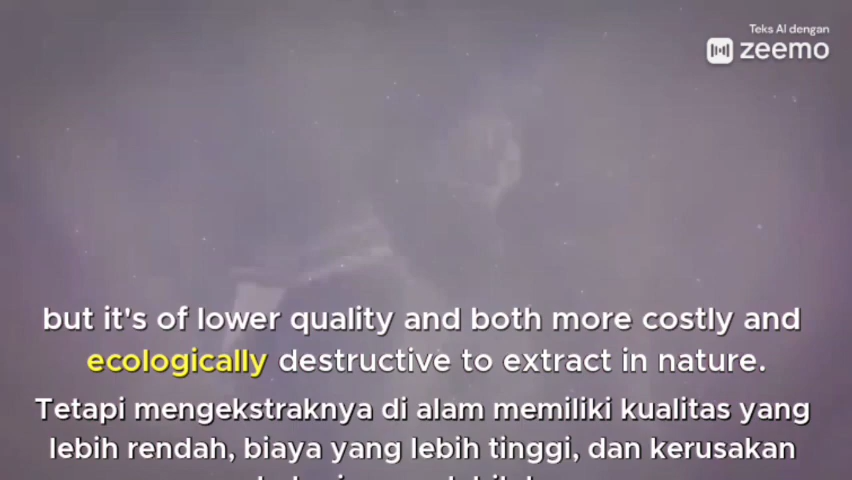 Teks AI dengan
zeemo
but it's of lower quality and both more costly and
ecologically destructive to extract in nature.
Tetapi mengekstraknya di alam memiliki kualitas yang
lebih rendah, biaya yang lebih tinggi, dan kerusakan